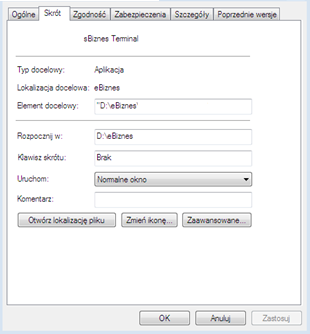 Ogólne Skrót Zgodność Zabezpieczenia Szczegóły Poprzednie wersje
sBiznes Terminal
Typ docelowy: Aplikacja
Lokalizacja docelowa: eBiznes
Element docelowy: "D:\eBiznes'
Rozpocznij w: D:\eBiznes
Klawisz skrótu: Brak
Uruchom: Normalne okno
Komentarz:
Otwórz lokalizację pliku Zmień ikonę... Zaawansowane...
OK Anuluj Zastosuj